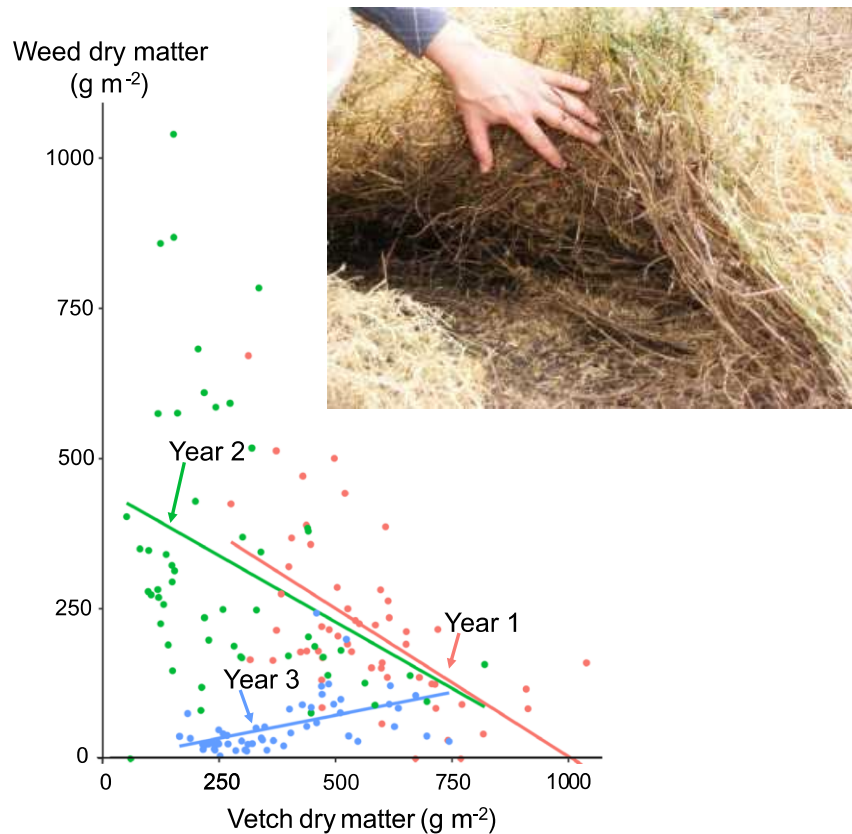 Weed dry matter
(g m⁻²)
1000
750
500
250
0
Year 2
Year 1
Year 3
0
250
500
750
1000
Vetch dry matter (g m⁻²)